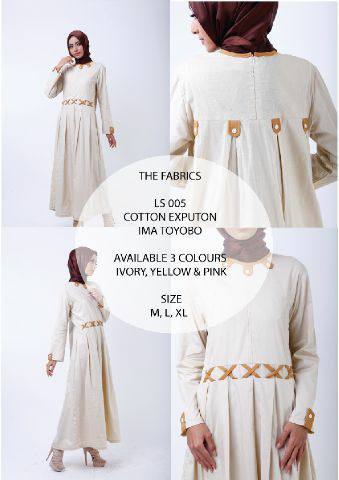 THE FABRICS
LS 005
COTTON EXPUTON
IMA TOYOBO
AVAILABLE 3 COLOURS
IVORY, YELLOW & PINK
SIZE
M, L, XL